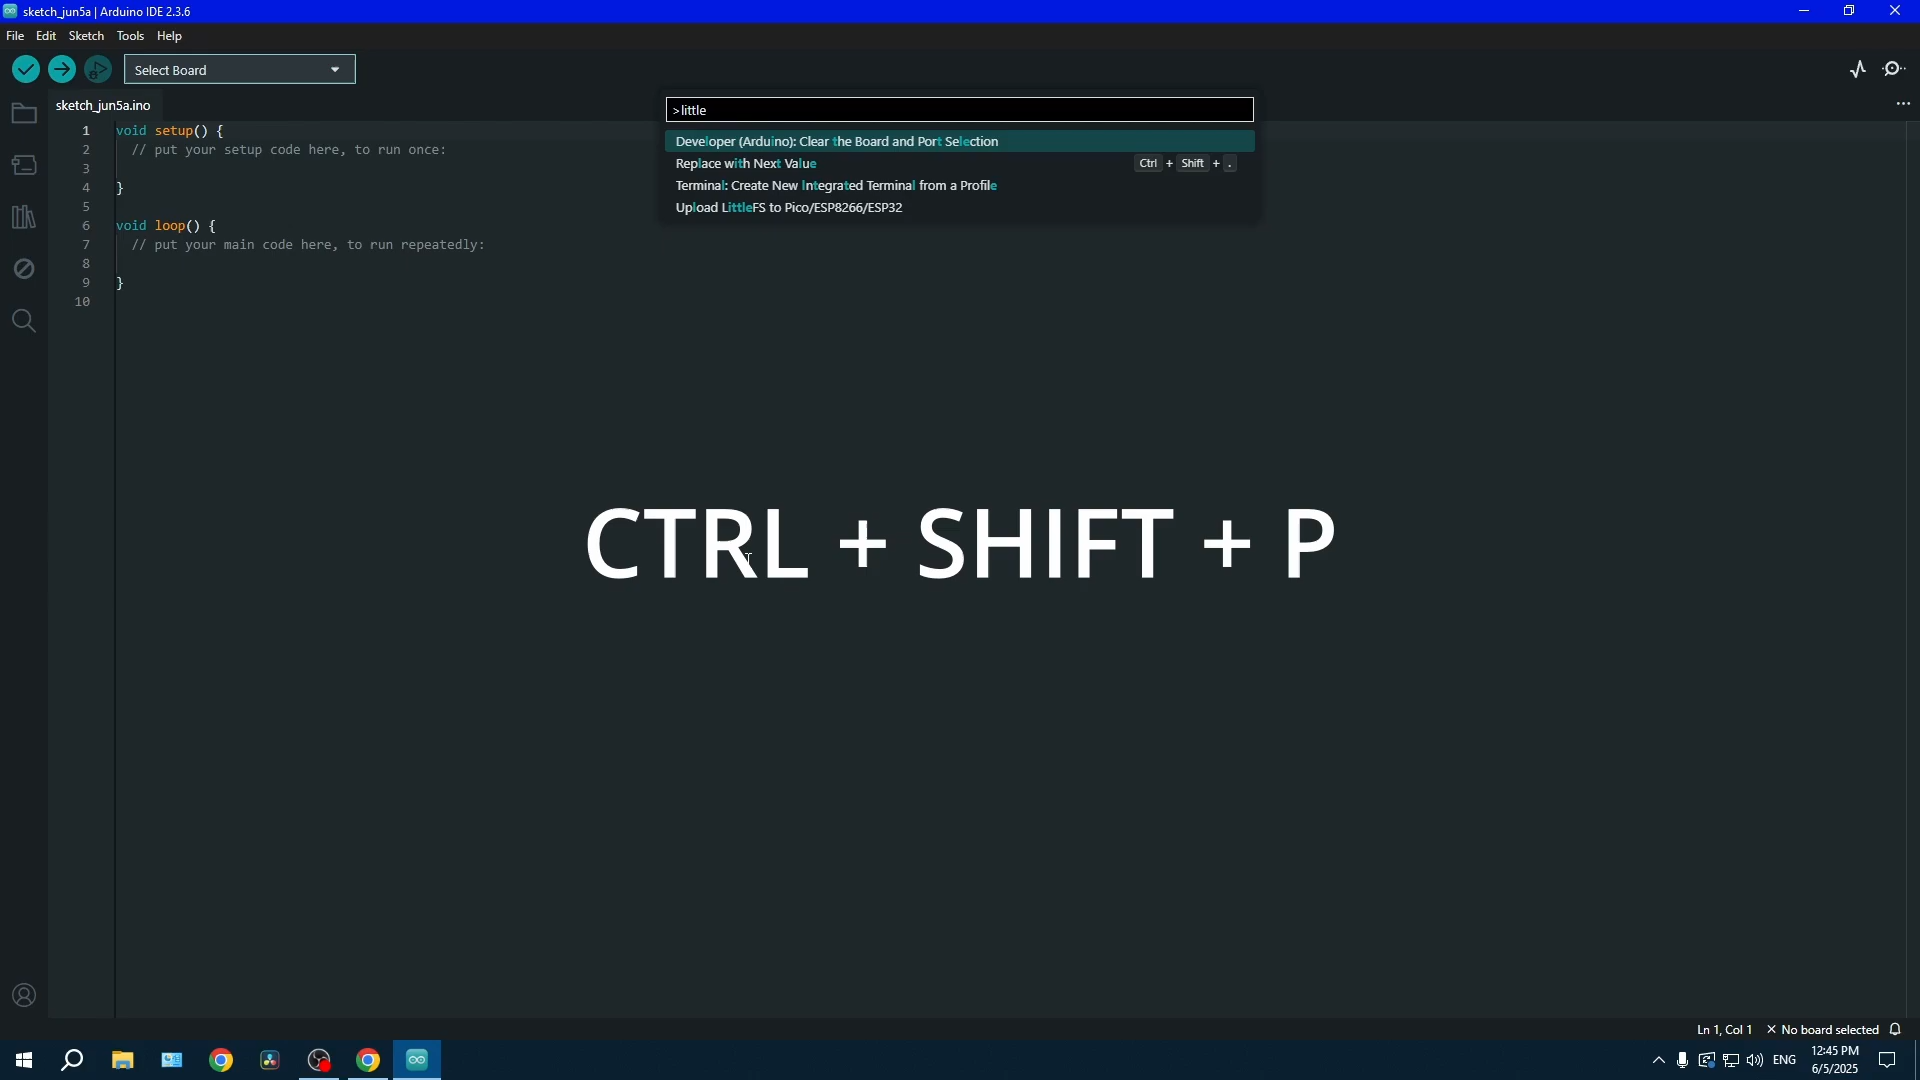 sketch_jun5a | Arduino IDE 2.3.6
File Edit Sketch Tools Help
Select Board
sketch_jun5a.ino
>little
Developer (Arduino): Clear the Board and Port Selection
Replace with Next Value Ctrl + Shift + .
Terminal: Create New Integrated Terminal from a Profile
Upload LittleFS to Pico/ESP8266/ESP32
1 void setup() {
2 // put your setup code here, to run once:
3
4 }
5
6 void loop() {
7 // put your main code here, to run repeatedly:
8
9 }
10
CTRL + SHIFT + P
Ln 1, Col 1 × No board selected
ENG
12:45 PM
6/5/2025